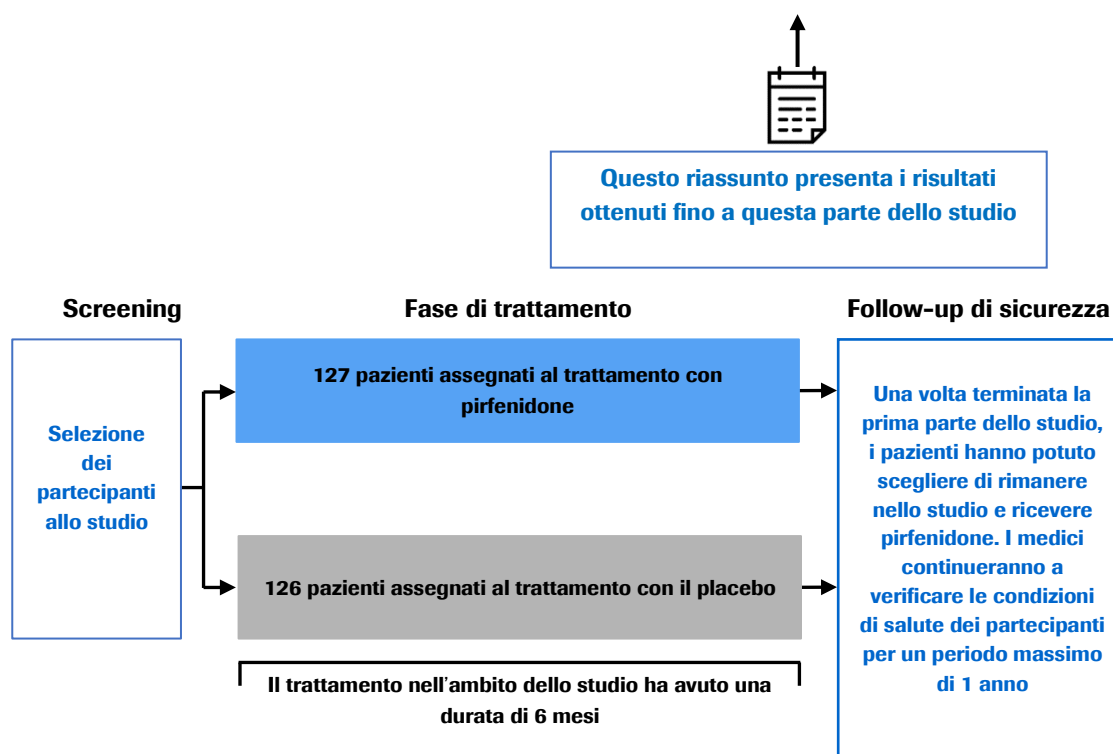 Questo riassunto presenta i risultati
ottenuti fino a questa parte dello studio
Screening
Fase di trattamento
Follow-up di sicurezza
Selezione
dei
partecipanti
allo studio
127 pazienti assegnati al trattamento con
pirfenidone
126 pazienti assegnati al trattamento con il placebo
Il trattamento nell'ambito dello studio ha avuto una
durata di 6 mesi
Una volta terminata la
prima parte dello studio,
i pazienti hanno potuto
scegliere di rimanere
nello studio e ricevere
pirfenidone. I medici
continueranno a
verificare le condizioni
di salute dei partecipanti
per un periodo massimo
di 1 anno